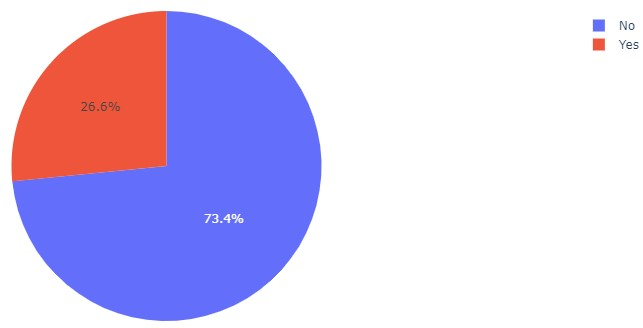 No
Yes
26.6%
73.4%